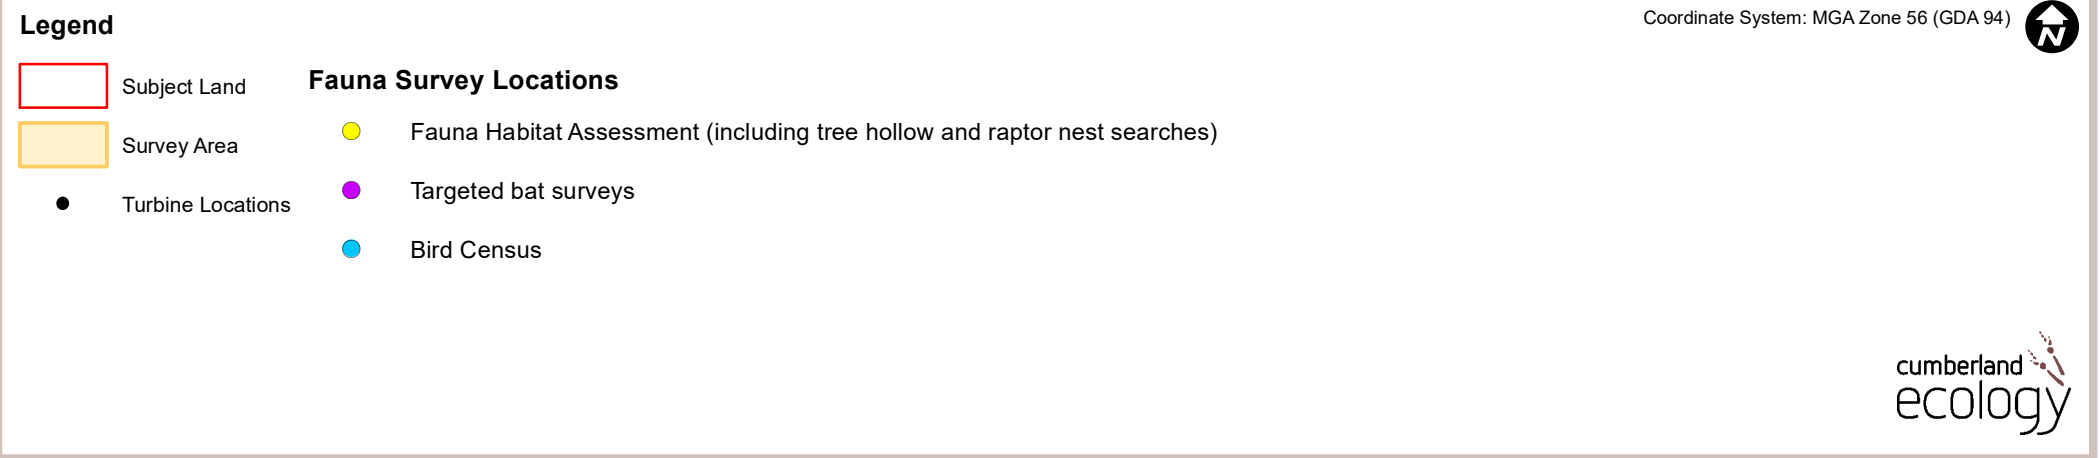 Legend
Coordinate System: MGA Zone 56 (GDA 94)
N
Subject Land
Survey Area
Turbine Locations
Fauna Survey Locations
Fauna Habitat Assessment (including tree hollow and raptor nest searches)
Targeted bat surveys
Bird Census
cumberland
ecology